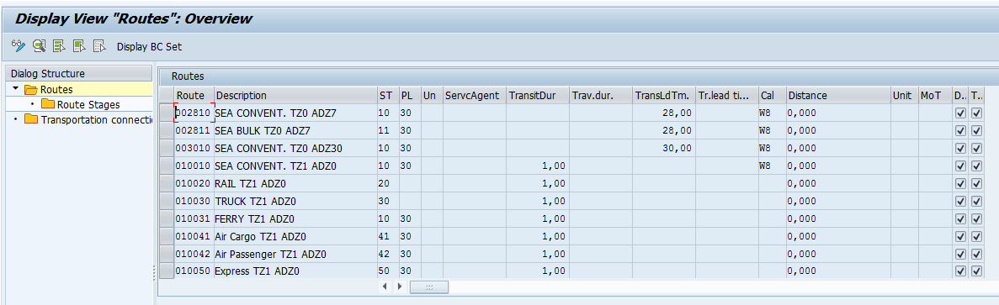 Display View "Routes": Overview
Display BC Set
Dialog Structure
Routes
Route Stages
Transportation connecti
Routes
Route Description ST PL Un ServcAgent TransitDur Trav.dur. TransLdTm. Tr.lead ti... Cal Distance Unit MoT D.. T..
002810 SEA CONVENT. TZ0 ADZ7 10 30 28,00 W8 0,000
002811 SEA BULK TZ0 ADZ7 11 30 28,00 W8 0,000
003010 SEA CONVENT. TZ0 ADZ30 10 30 30,00 W8 0,000
010010 SEA CONVENT. TZ1 ADZ0 10 30 1,00 W8 0,000
010020 RAIL TZ1 ADZ0 20 1,00 0,000
010030 TRUCK TZ1 ADZ0 30 1,00 0,000
010031 FERRY TZ1 ADZ0 10 30 1,00 0,000
010041 Air Cargo TZ1 ADZ0 41 30 1,00 0,000
010042 Air Passenger TZ1 ADZ0 42 30 1,00 0,000
010050 Express TZ1 ADZ0 50 30 1,00 0,000